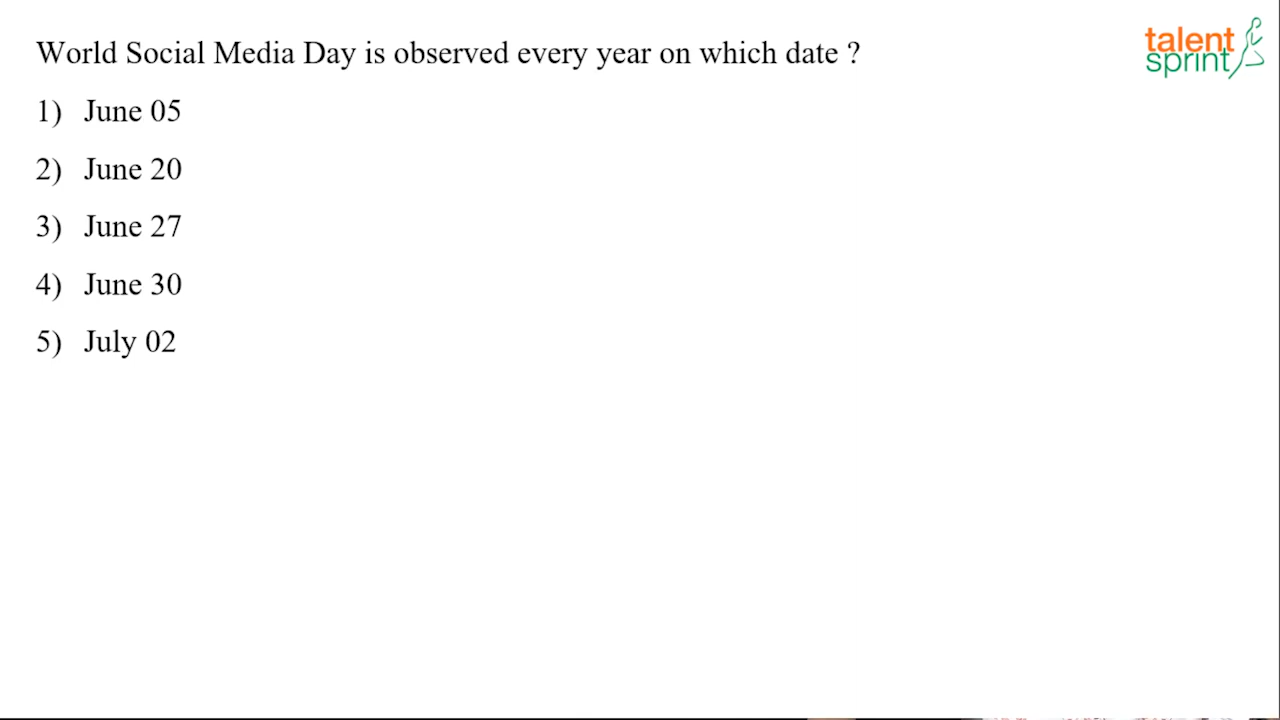 World Social Media Day is observed every year on which date ?
talent
sprint
1) June 05
2) June 20
3) June 27
4) June 30
5) July 02